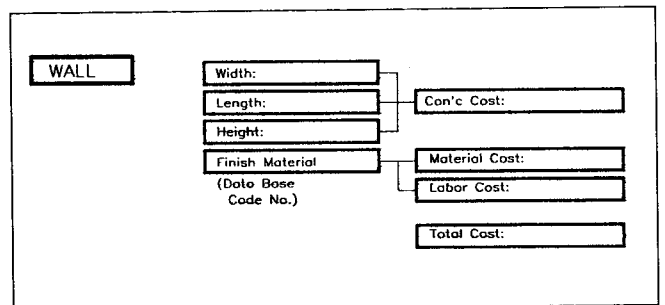 WALL
Width:
Length:
Height:
Finish Material
(Data Base
Code No.)
Con'c Cost:
Material Cost:
Labor Cost:
Total Cost: